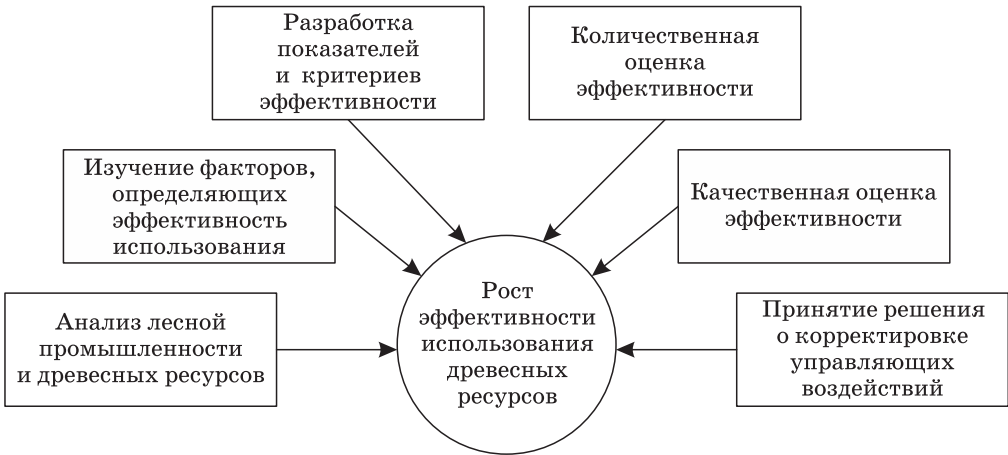 Разработка
показателей
и критериев
эффективности
Количественная
оценка
эффективности
Изучение факторов,
определяющих
эффективность
использования
Качественная оценка
эффективности
Анализ лесной
промышленности
и древесных ресурсов
Рост
эффективности
использования
древесных
ресурсов
Принятие решения
о корректировке
управляющих
воздействий